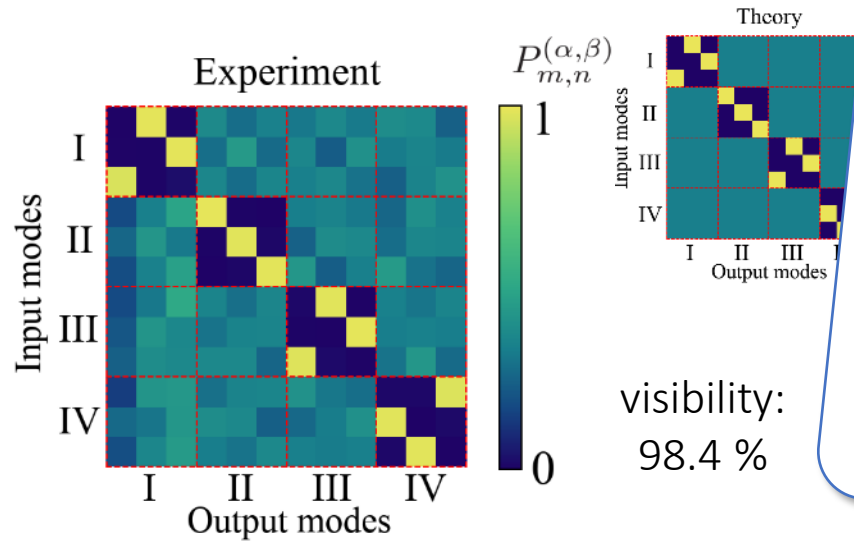 Experiment
I
II
III
IV
Input modes
I II III IV
Output modes
P_{m,n}^{(α,β)}
1
0
Theory
I
II
III
IV
Input modes
I II III
Output modes
visibility:
98.4 %